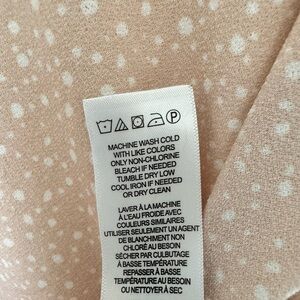 P
MACHINE WASH COLD
WITH LIKE COLORS
ONLY NON-CHLORINE
BLEACH IF NEEDED
TUMBLE DRY LOW
COOL IRON IF NEEDED
OR DRY CLEAN
LAVER À LA MACHINE
À L'EAU FROIDE AVEC
COULEURS SIMILAIRES
UTILISER SEULEMENT UN AGENT
DE BLANCHIMENT NON
CHLORÉ AU BESOIN
SÉCHER PAR CULBUTAGE
À BASSE TEMPÉRATURE
REPASSER À BASSE
TEMPÉRATURE AU BESOIN
OU NETTOYER À SEC